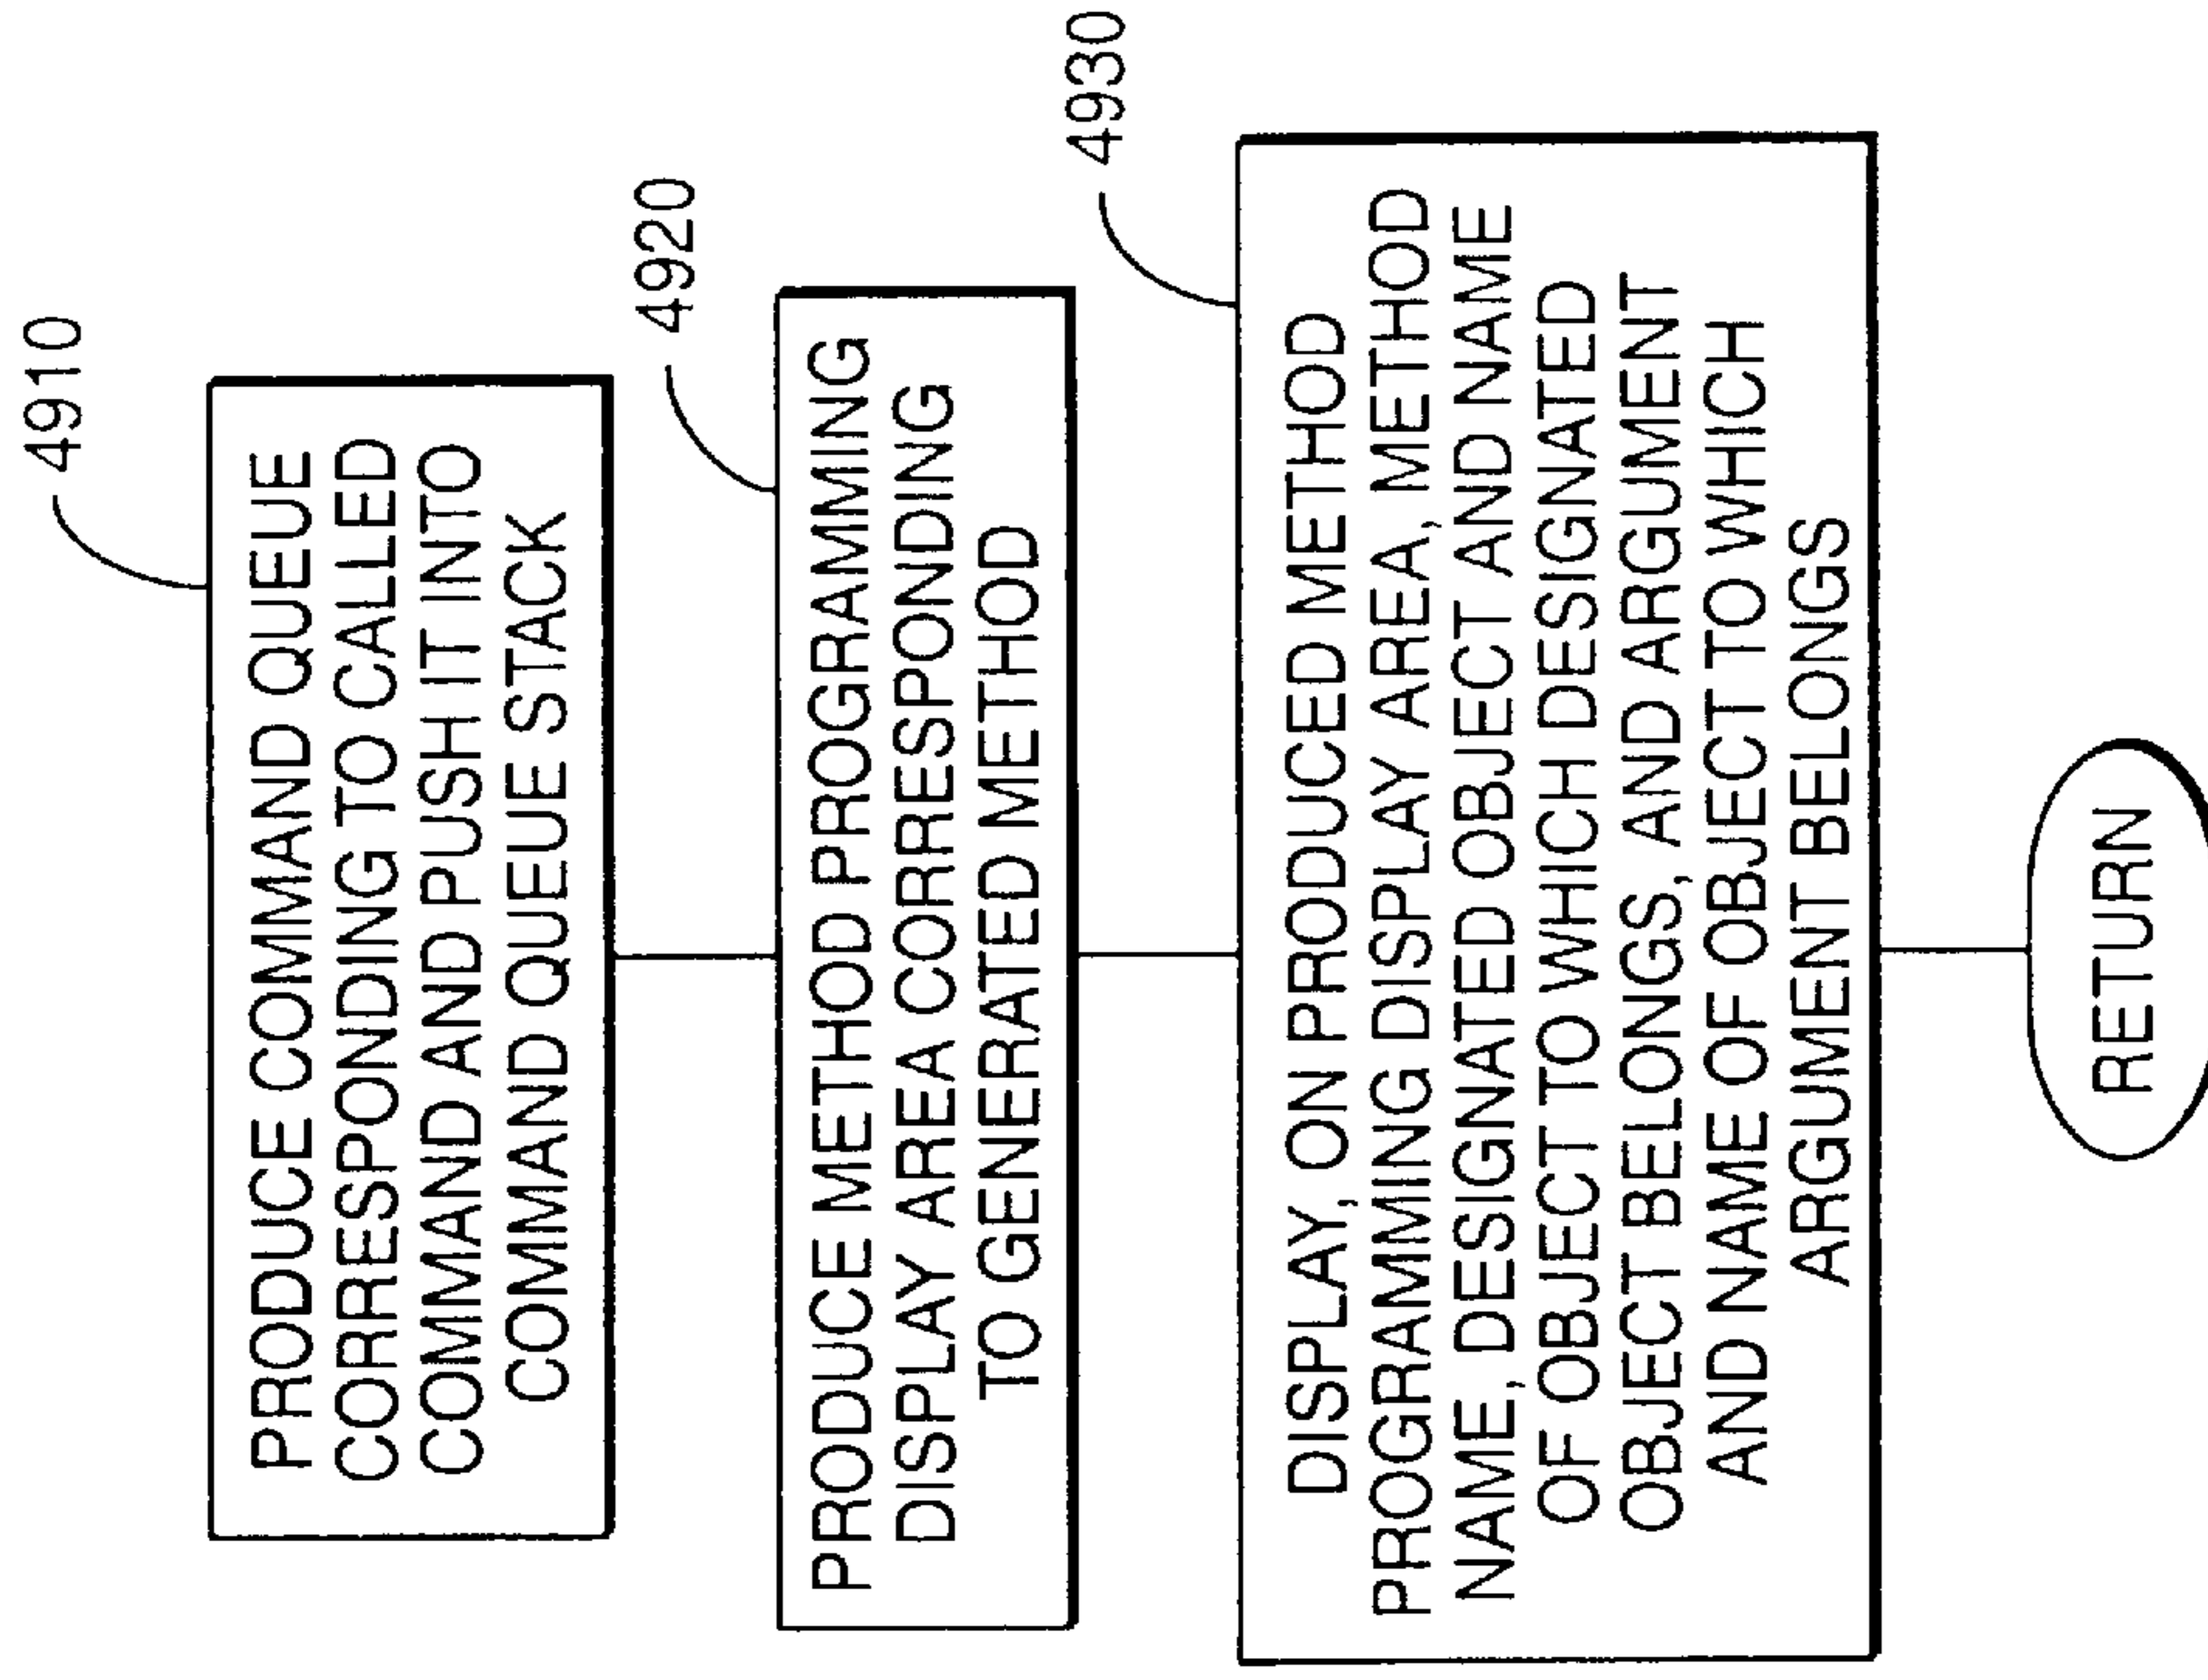 4910
PRODUCE COMMAND QUEUE
CORRESPONDING TO CALLED
COMMAND AND PUSH IT INTO
COMMAND QUEUE STACK
4920
PRODUCE METHOD PROGRAMMING
DISPLAY AREA CORRESPONDING
TO GENERATED METHOD
4930
DISPLAY, ON PRODUCED METHOD
PROGRAMMING DISPLAY AREA, METHOD
NAME, DESIGNATED OBJECT AND NAME
OF OBJECT TO WHICH DESIGNATED
OBJECT BELONGS, AND ARGUMENT
AND NAME OF OBJECT TO WHICH
ARGUMENT BELONGS
RETURN